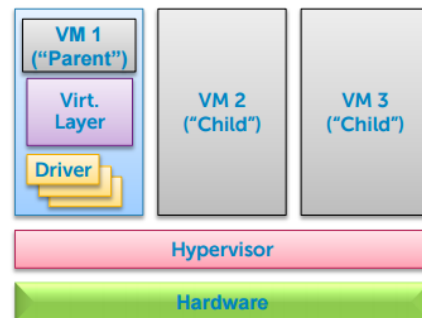 VM 1
(“Parent”)
Virt.
Layer
Driver
VM 2
(“Child”)
VM 3
(“Child”)
Hypervisor
Hardware